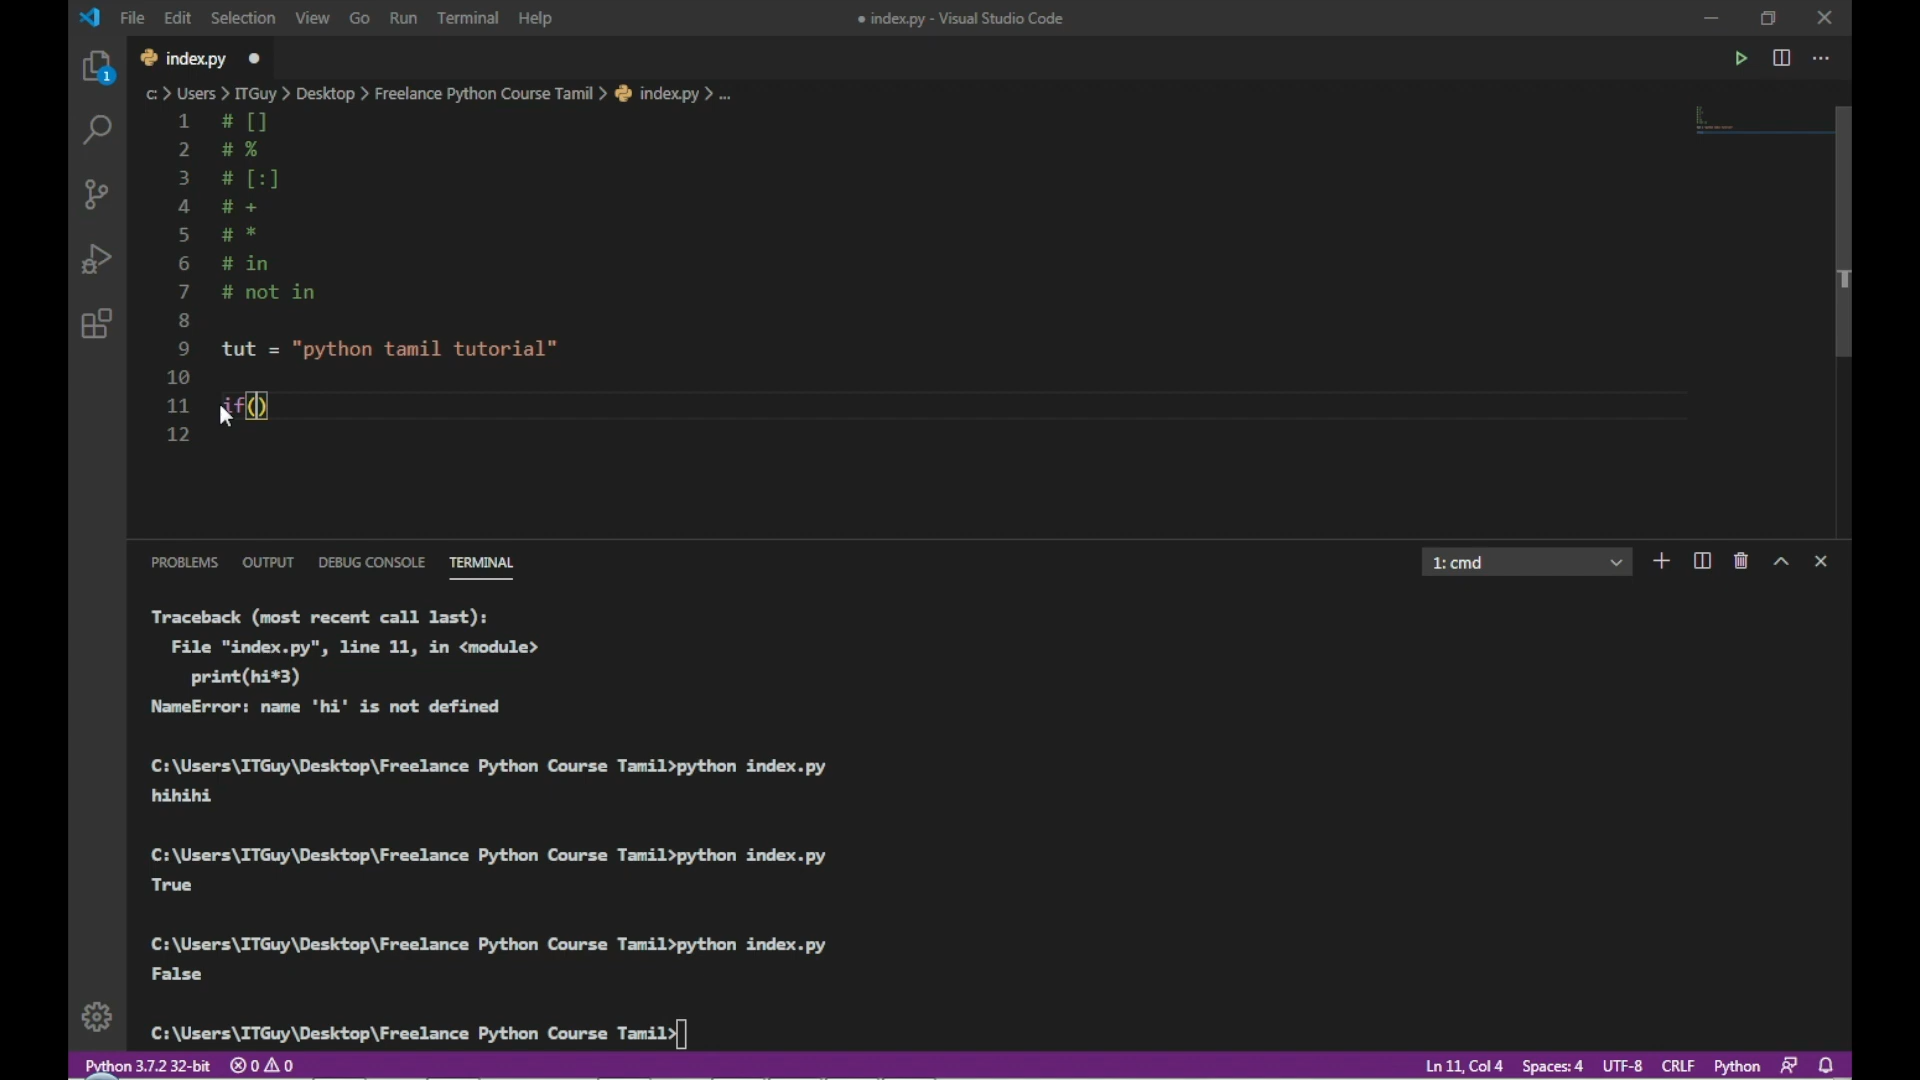 File Edit Selection View Go Run Terminal Help
● index.py - Visual Studio Code
1
index.py
c: > Users > ITGuy > Desktop > Freelance Python Course Tamil > index.py > ...
1 # []
2 # %
3 # [:]
4 # +
5 # *
6 # in
7 # not in
8
9 tut = "python tamil tutorial"
10
11 if()
12
PROBLEMS OUTPUT DEBUG CONSOLE TERMINAL
1: cmd
Traceback (most recent call last):
File "index.py", line 11, in <module>
print(hi*3)
NameError: name 'hi' is not defined
C:\Users\ITGuy\Desktop\Freelance Python Course Tamil>python index.py
hihihi
C:\Users\ITGuy\Desktop\Freelance Python Course Tamil>python index.py
True
C:\Users\ITGuy\Desktop\Freelance Python Course Tamil>python index.py
False
C:\Users\ITGuy\Desktop\Freelance Python Course Tamil>
Python 3.7.2 32-bit 0 0 Ln 11, Col 4 Spaces: 4 UTF-8 CRLF Python